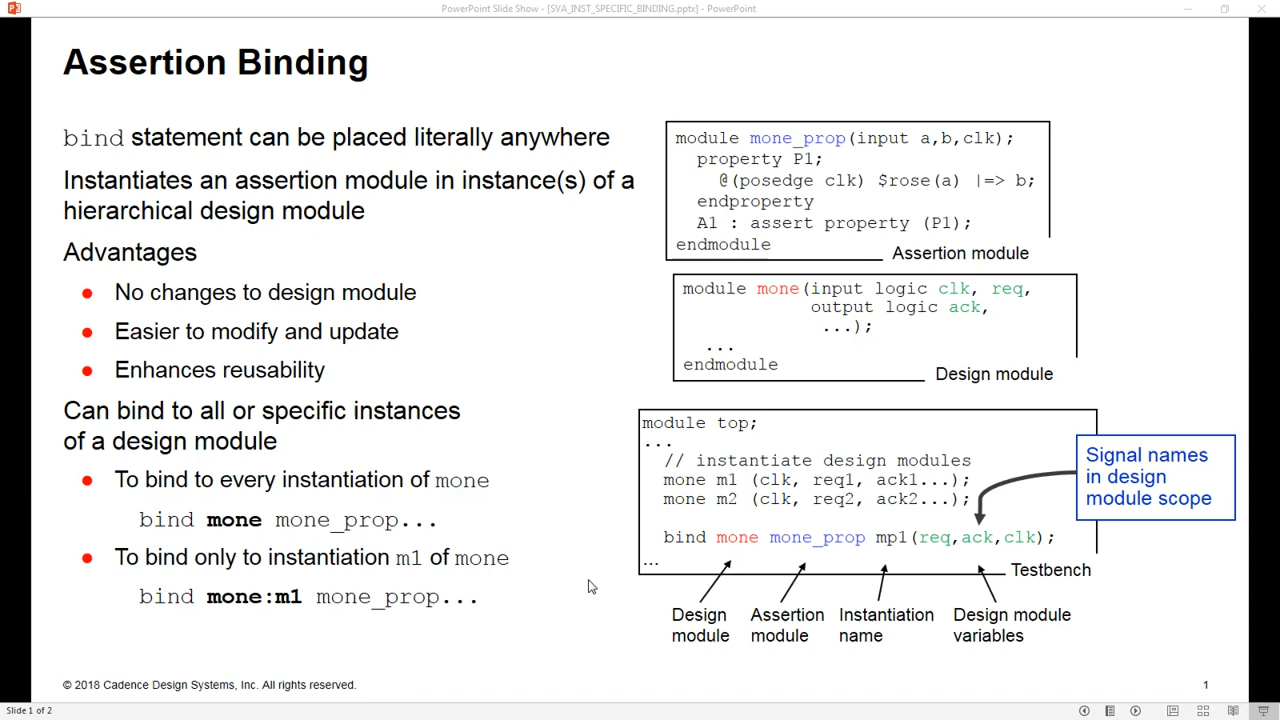 PowerPoint Slide Show - [SVA_INST_SPECIFIC_BINDING.pptx] - PowerPoint
Assertion Binding
bind statement can be placed literally anywhere
Instantiates an assertion module in instance(s) of a
hierarchical design module
Advantages
No changes to design module
Easier to modify and update
Enhances reusability
Can bind to all or specific instances
of a design module
To bind to every instantiation of mone
bind mone mone_prop...
To bind only to instantiation m1 of mone
bind mone:m1 mone_prop...
module mone_prop(input a,b,clk);
property P1;
@(posedge clk) $rose(a) |=> b;
endproperty
A1 : assert property (P1);
endmodule
Assertion module
module mone(input logic clk, req,
output logic ack,
...);
...
endmodule
Design module
module top;
...
// instantiate design modules
mone m1 (clk, req1, ack1...);
mone m2 (clk, req2, ack2...);
bind mone mone_prop mp1(req,ack,clk);
...
Testbench
Signal names
in design
module scope
Design
module
Assertion
module
Instantiation
name
Design module
variables
© 2018 Cadence Design Systems, Inc. All rights reserved.
1
Slide 1 of 2